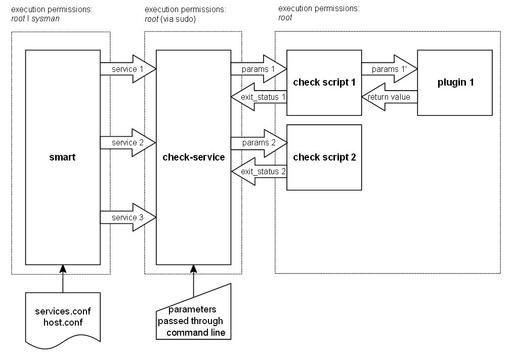 execution permissions:
root | sysman
execution permissions:
root (via sudo)
execution permissions:
root
smart
service 1
service 2
service 3
check-service
params 1
exit_status 1
params 2
exit_status 2
check script 1
check script 2
params 1'
return value
plugin 1
services.conf
host.conf
parameters
passed through
command line